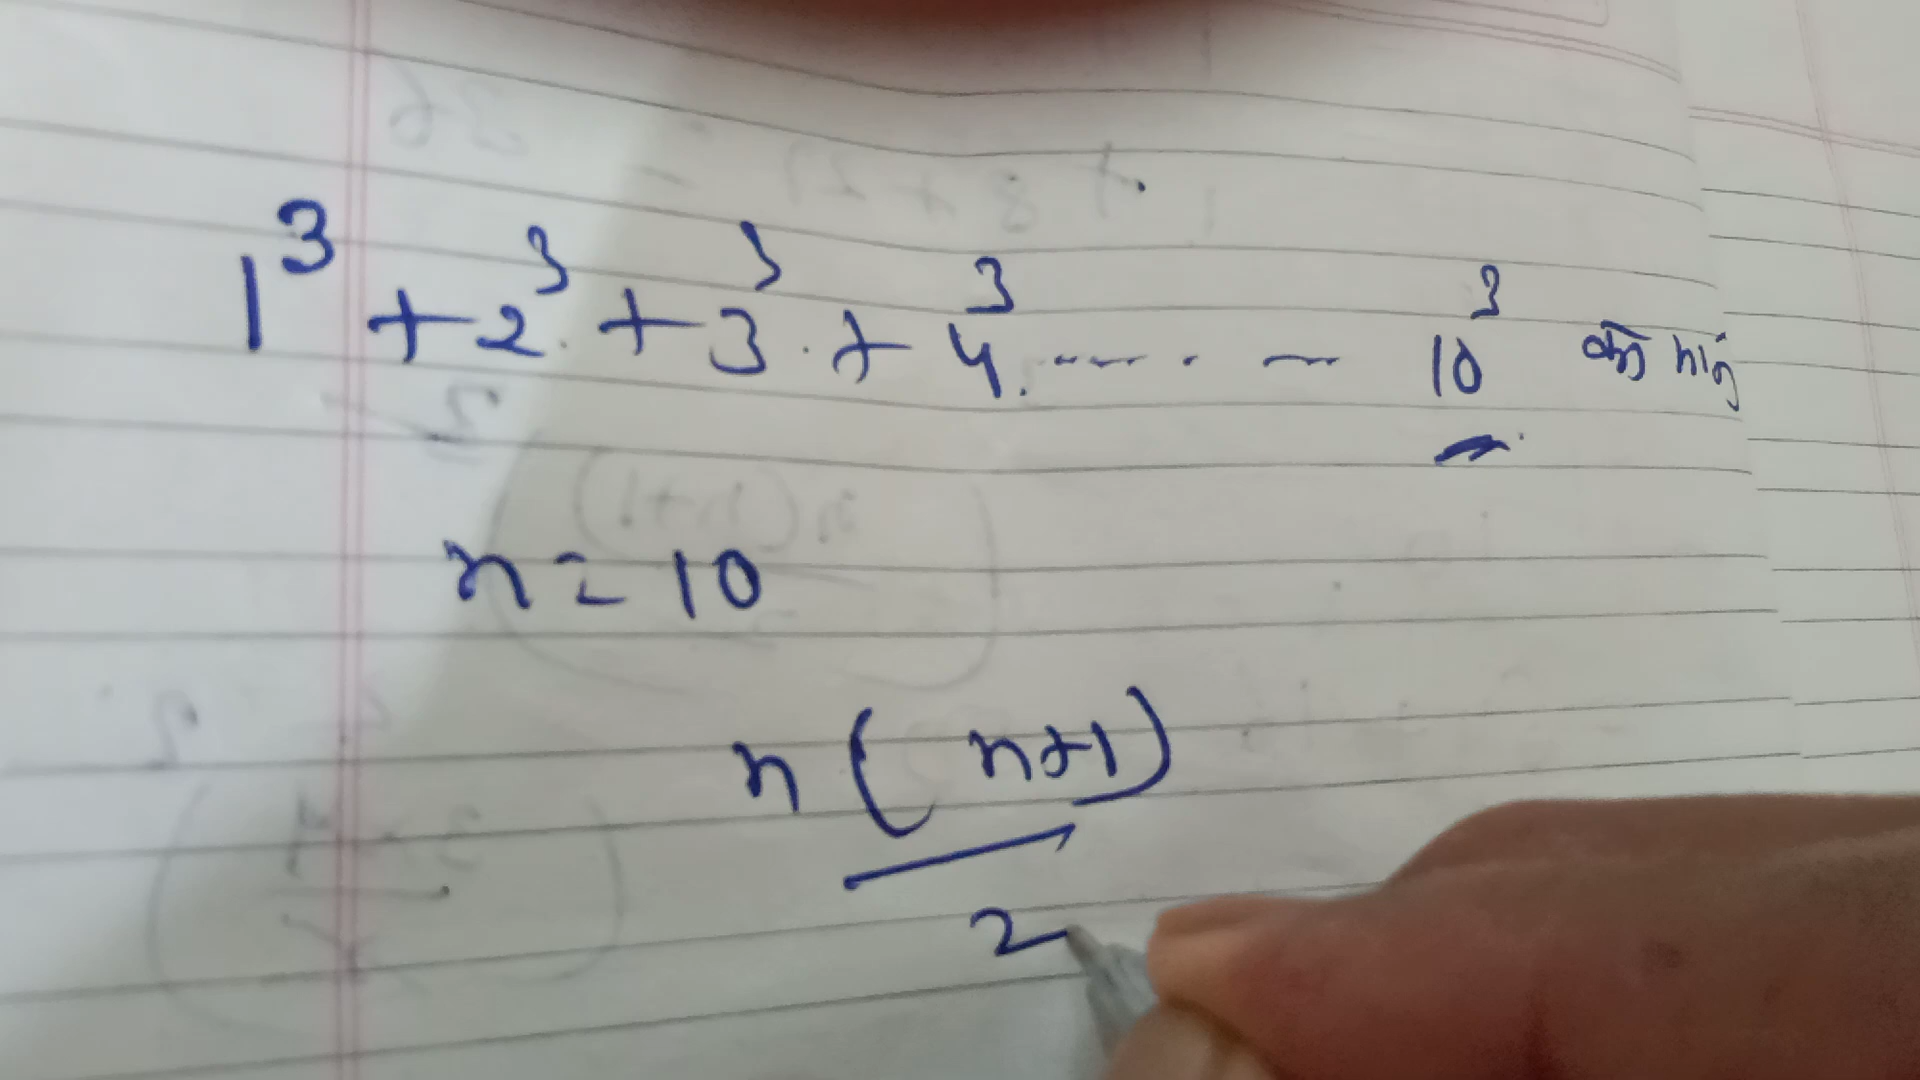 1³ + 2³ + 3³ + 4³ ------ . — 10³ का मान
n = 10
n ( n+1 )
2